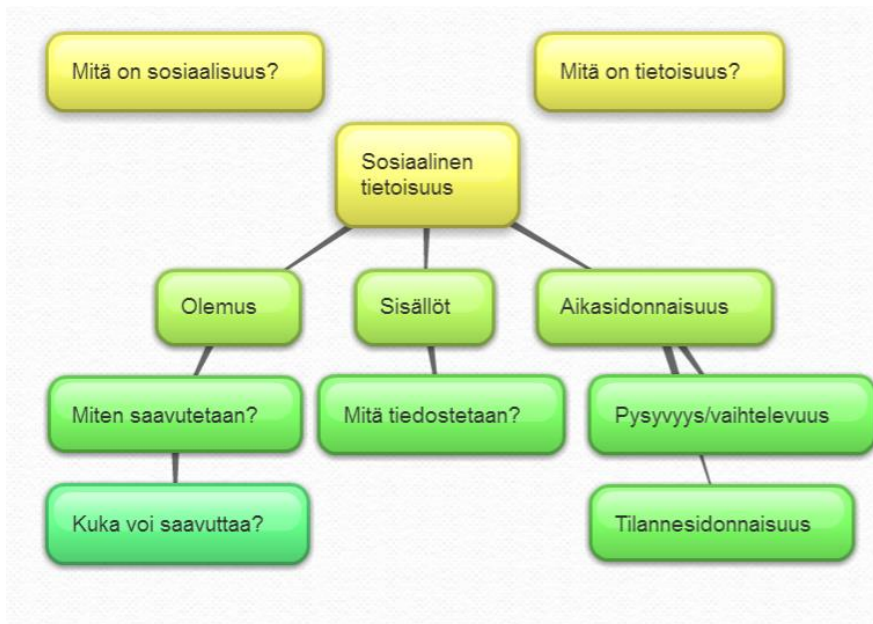 Mitä on sosiaalisuus?
Mitä on tietoisuus?
Sosiaalinen
tietoisuus
Olemus
Sisällöt
Aikasidonnaisuus
Miten saavutetaan?
Mitä tiedostetaan?
Pysyvyys/vaihtelevuus
Kuka voi saavuttaa?
Tilannesidonnaisuus